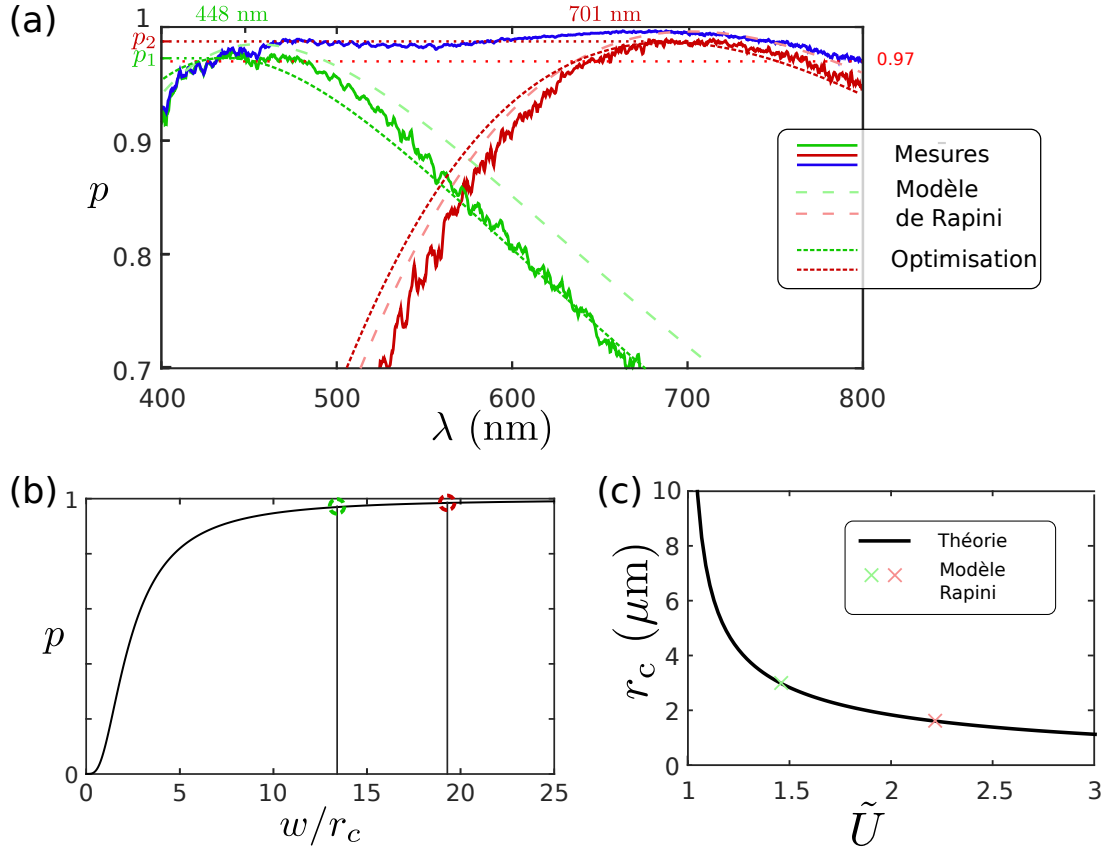 (a)
448 nm
701 nm
1
p₂
p₁
0.97
0.9
0.8
0.7
p
400
500
600
700
800
λ (nm)
Mesures
Modèle
de Rapini
Optimisation
(b)
1
p
0
0
5
10
15
20
25
w/r_c
(c)
10
8
6
4
2
0
r_c (μm)
Théorie
Modèle
Rapini
1
1.5
2
2.5
3
Ũ